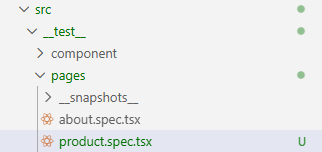 src
__test__
component
pages
__snapshots__
about.spec.tsx
product.spec.tsx U